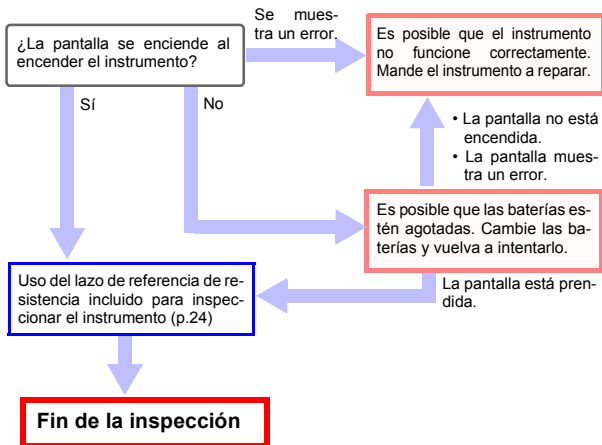 ¿La pantalla se enciende al
encender el instrumento?
Se mues-
tra un error.
Es posible que el instrumento
no funcione correctamente.
Mande el instrumento a reparar.
Sí
No
• La pantalla no está
encendida.
• La pantalla mues-
tra un error.
Es posible que las baterías es-
tén agotadas. Cambie las ba-
terías y vuelva a intentarlo.
La pantalla está pren-
dida.
Uso del lazo de referencia de re-
sistencia incluido para inspec-
cionar el instrumento (p.24)
Fin de la inspección